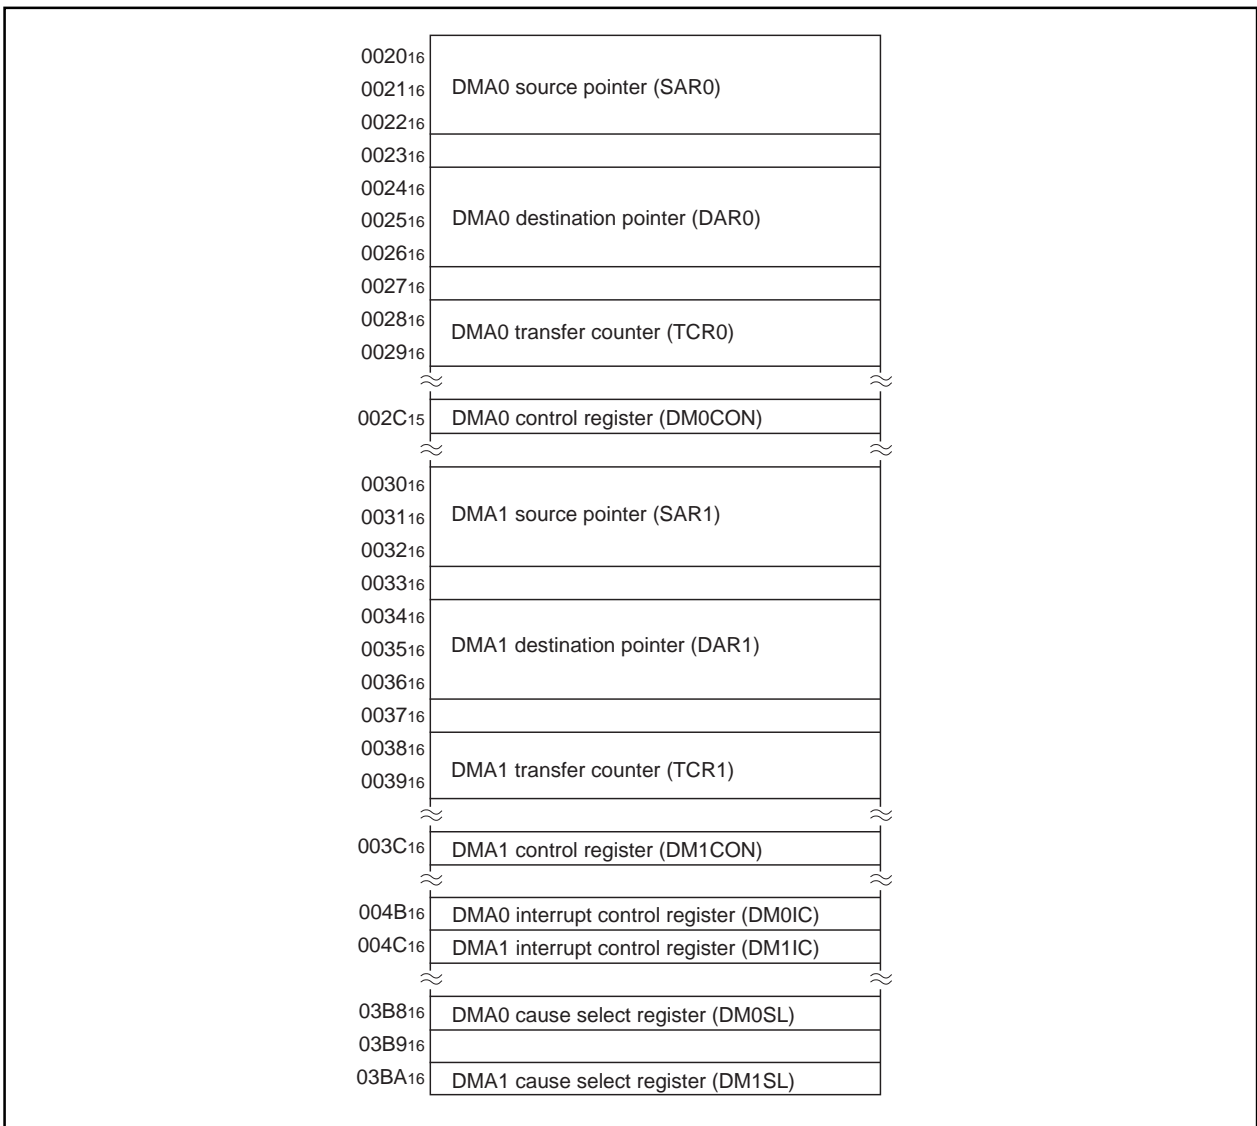 002016
002116 DMA0 source pointer (SAR0)
002216
002316
002416
002516 DMA0 destination pointer (DAR0)
002616
002716
002816
DMA0 transfer counter (TCR0)
002916
002C15 DMA0 control register (DM0CON)
003016
003116 DMA1 source pointer (SAR1)
003216
003316
003416
003516 DMA1 destination pointer (DAR1)
003616
003716
003816
DMA1 transfer counter (TCR1)
003916
003C16 DMA1 control register (DM1CON)
004B16 DMA0 interrupt control register (DM0IC)
004C16 DMA1 interrupt control register (DM1IC)
03B816 DMA0 cause select register (DM0SL)
03B916
03BA16 DMA1 cause select register (DM1SL)